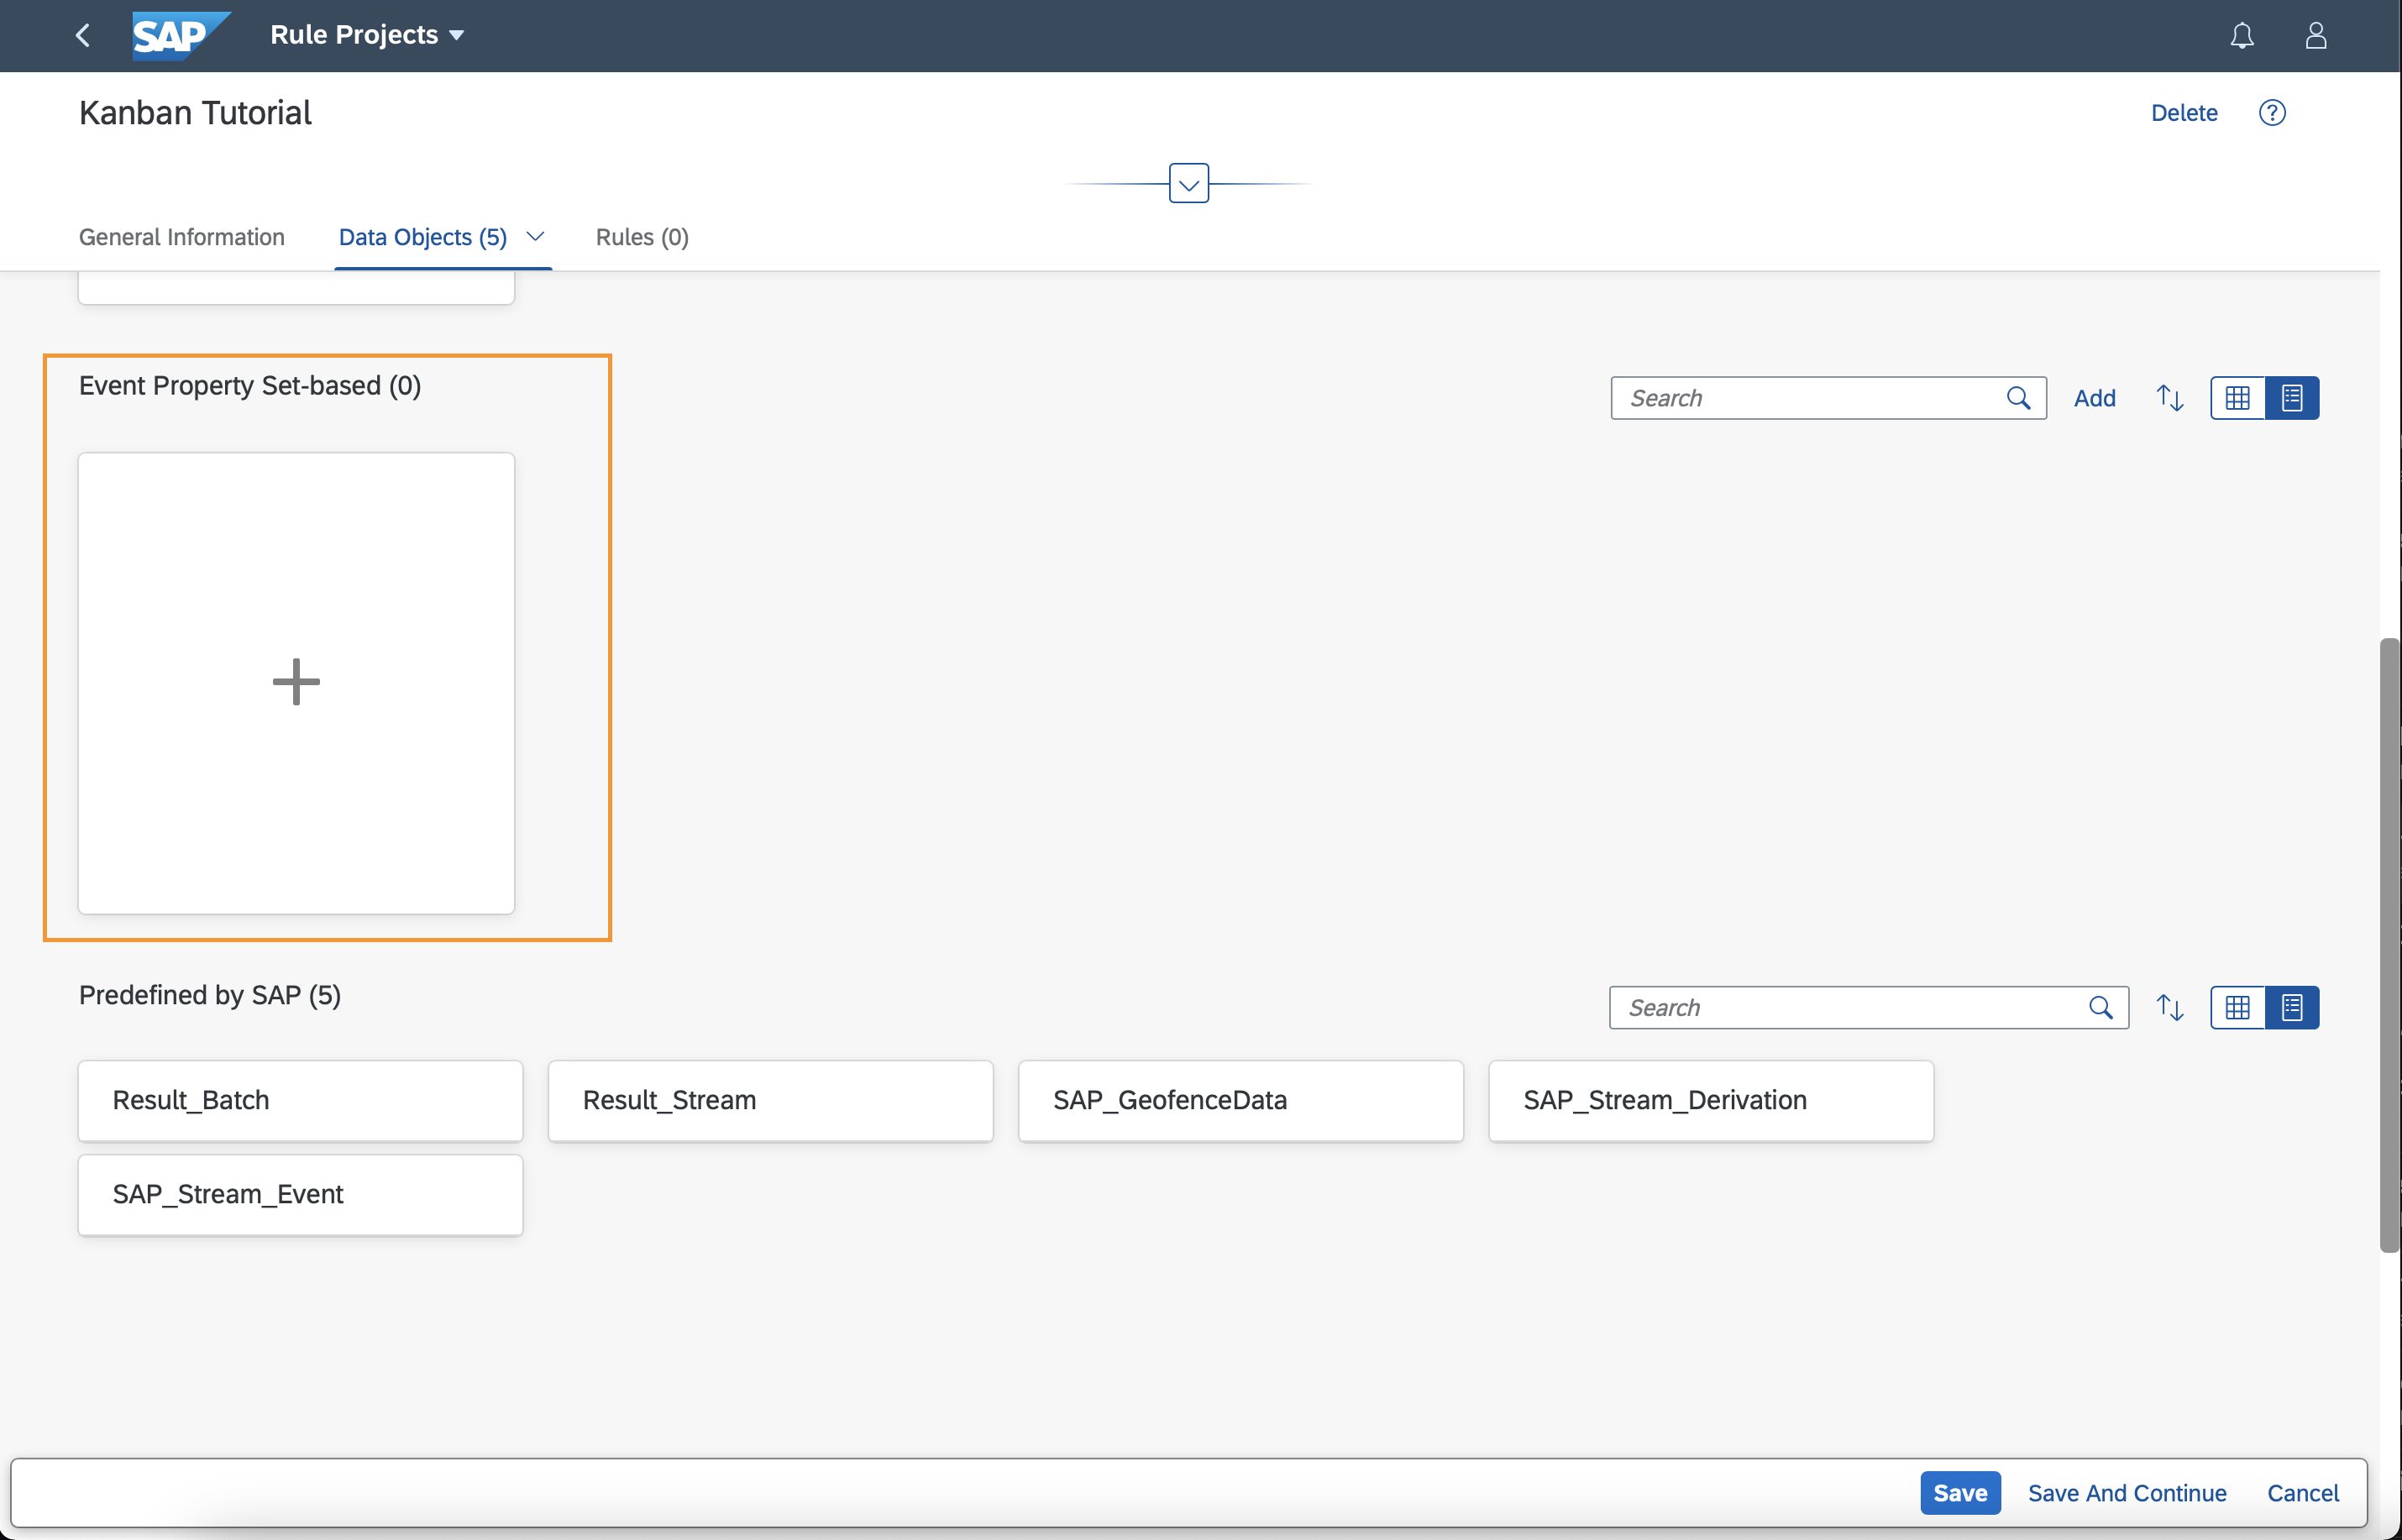 SAP Rule Projects
Kanban Tutorial
Delete
General Information Data Objects (5) Rules (0)
Event Property Set-based (0)
Search Add
Predefined by SAP (5)
Search
Result_Batch Result_Stream SAP_GeofenceData SAP_Stream_Derivation
SAP_Stream_Event
Save Save And Continue Cancel